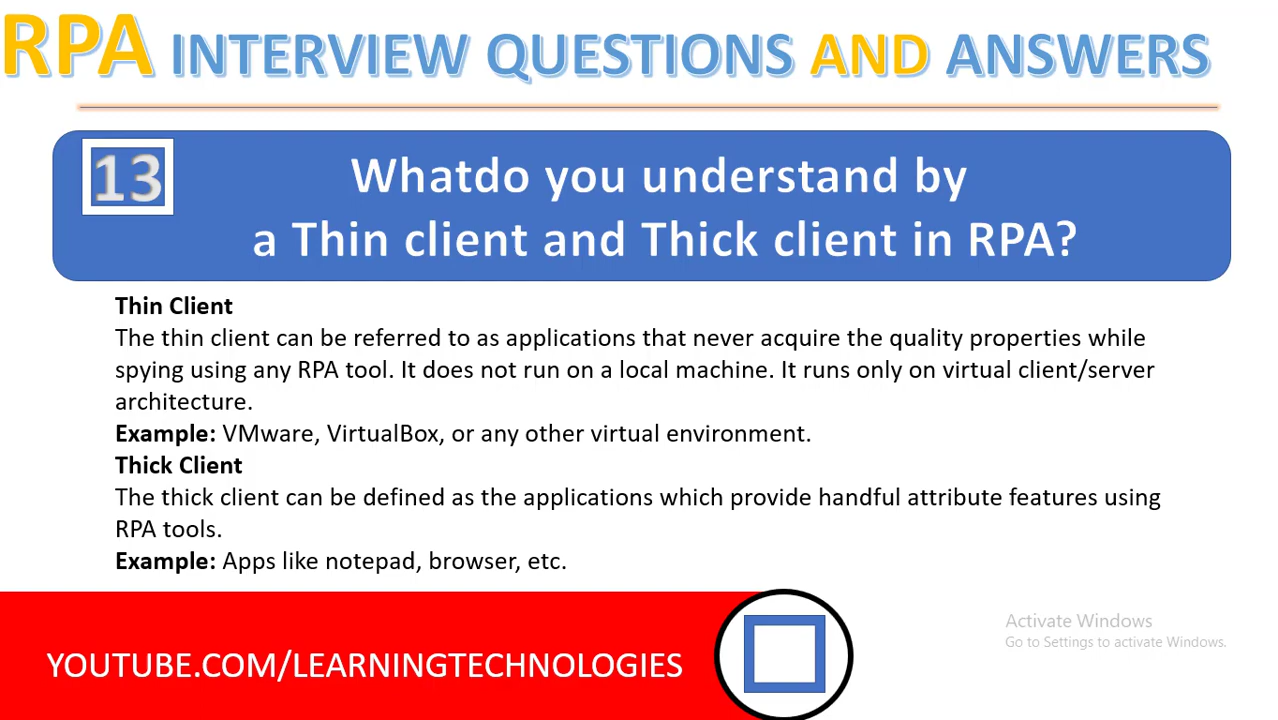 RPA INTERVIEW QUESTIONS AND ANSWERS
13
Whatdo you understand by
a Thin client and Thick client in RPA?
Thin Client
The thin client can be referred to as applications that never acquire the quality properties while
spying using any RPA tool. It does not run on a local machine. It runs only on virtual client/server
architecture.
Example: VMware, VirtualBox, or any other virtual environment.
Thick Client
The thick client can be defined as the applications which provide handful attribute features using
RPA tools.
Example: Apps like notepad, browser, etc.
YOUTUBE.COM/LEARNINGTECHNOLOGIES
Activate Windows
Go to Settings to activate Windows.